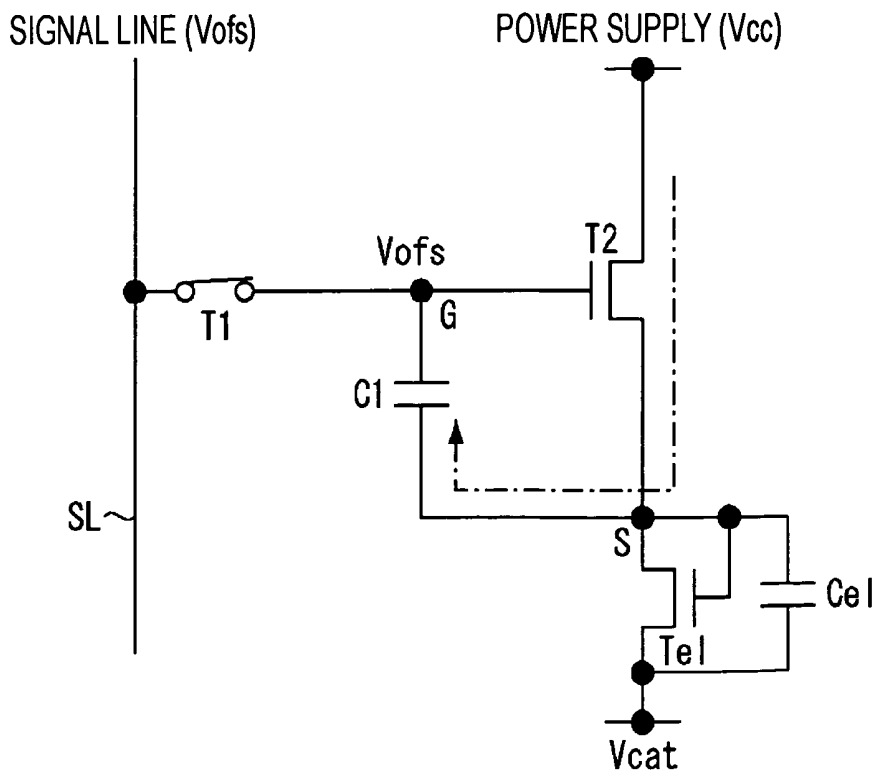 SIGNAL LINE (Vofs)
POWER SUPPLY (Vcc)
T2
Vofs
G
T1
C1
SL
S
Cel
Tel
Vcat